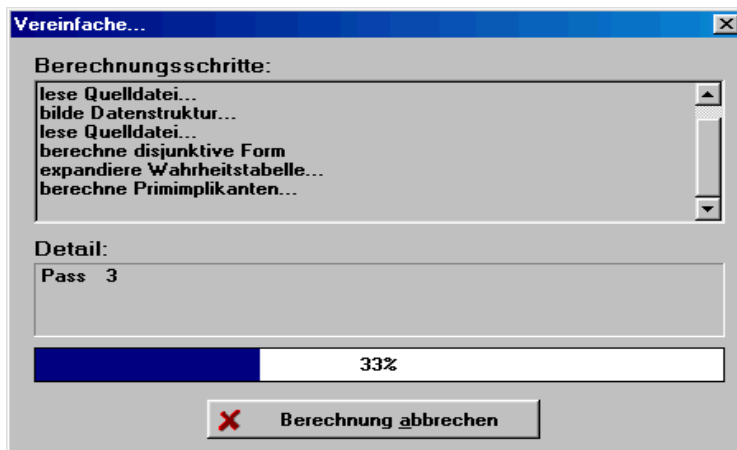 Vereinfache...
Berechnungsschritte:
lese Quelldatei...
bilde Datenstruktur...
lese Quelldatei...
berechne disjunktive Form
expandiere Wahrheitstabelle...
berechne Primimplikanten...
Detail:
Pass 3
33%
Berechnung abbrechen